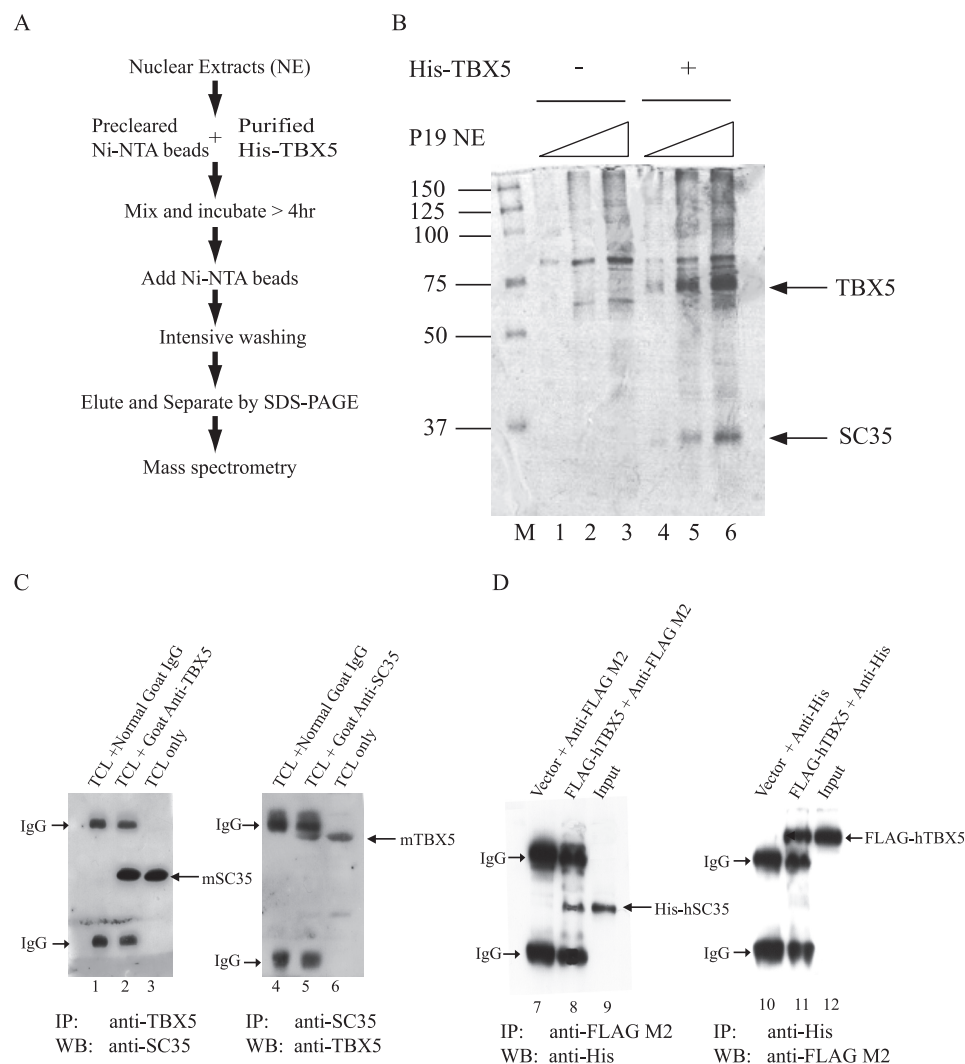 A
Nuclear Extracts (NE)
Precleared
Ni-NTA beads
+
Purified
His-TBX5
Mix and incubate > 4hr
Add Ni-NTA beads
Intensive washing
Elute and Separate by SDS-PAGE
Mass spectrometry
B
His-TBX5 - +
P19 NE
150
125
100
75
50
37
TBX5
SC35
M 1 2 3 4 5 6
C
TCL +Normal Goat IgG
TCL + Goat Anti-TBX5
TCL only
IgG
mSC35
IgG
1 2 3
IP: anti-TBX5
WB: anti-SC35
TCL +Normal Goat IgG
TCL + Goat Anti-SC35
TCL only
IgG
mTBX5
IgG
4 5 6
IP: anti-SC35
WB: anti-TBX5
D
Vector + Anti-FLAG M2
FLAG-hTBX5 + Anti-FLAG M2
Input
IgG
His-hSC35
IgG
7 8 9
IP: anti-FLAG M2
WB: anti-His
Vector + Anti-His
FLAG-hTBX5 + Anti-His
Input
FLAG-hTBX5
IgG
IgG
10 11 12
IP: anti-His
WB: anti-FLAG M2